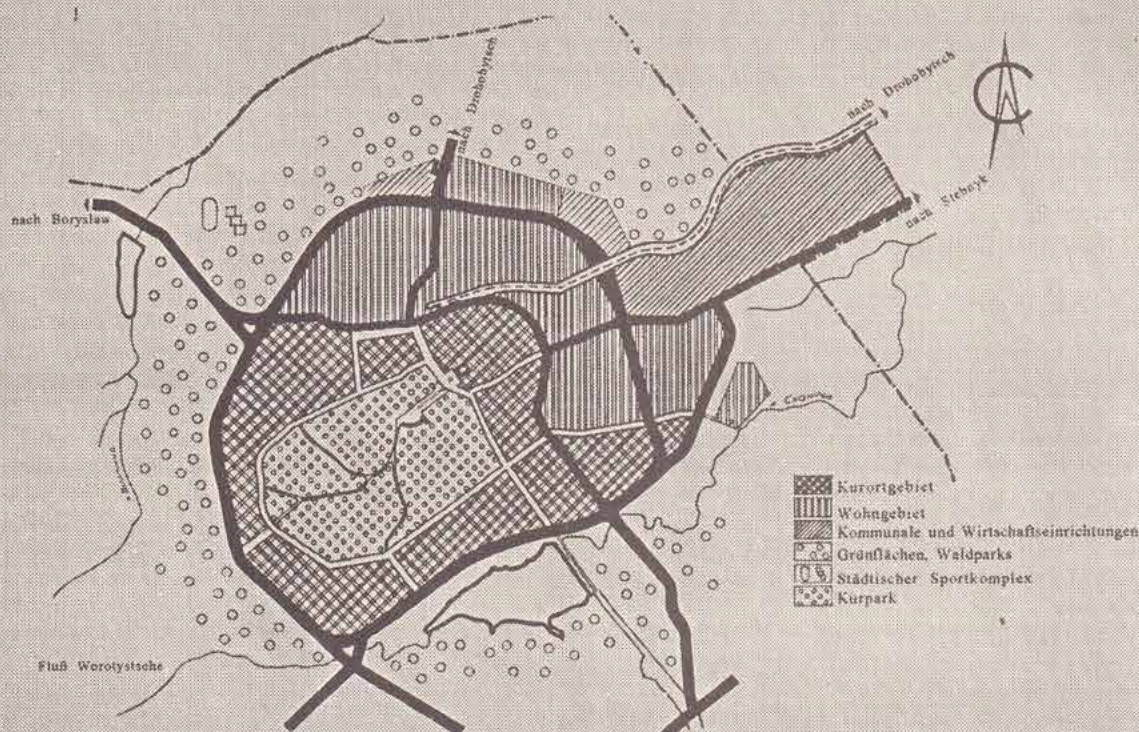 nach Drohobytsch
nach Drohobytsch
nach Stebnyk
nach Borysław
Fluß Worotystsche
Kurortgebiet
Wohngebiet
Kommunale und Wirtschaftseinrichtungen
Grünflächen, Waldparks
Städtischer Sportkomplex
Kurpark